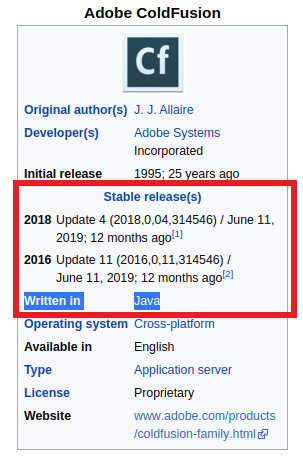 Adobe ColdFusion
Cf
Original author(s) J. J. Allaire
Developer(s) Adobe Systems
Incorporated
Initial release 1995; 25 years ago
Stable release(s)
2018 Update 4 (2018,0,04,314546) / June 11,
2019; 12 months ago[1]
2016 Update 11 (2016,0,11,314546) /
June 11, 2019; 12 months ago[2]
Written in Java
Operating system Cross-platform
Available in English
Type Application server
License Proprietary
Website www.adobe.com/products
/coldfusion-family.html